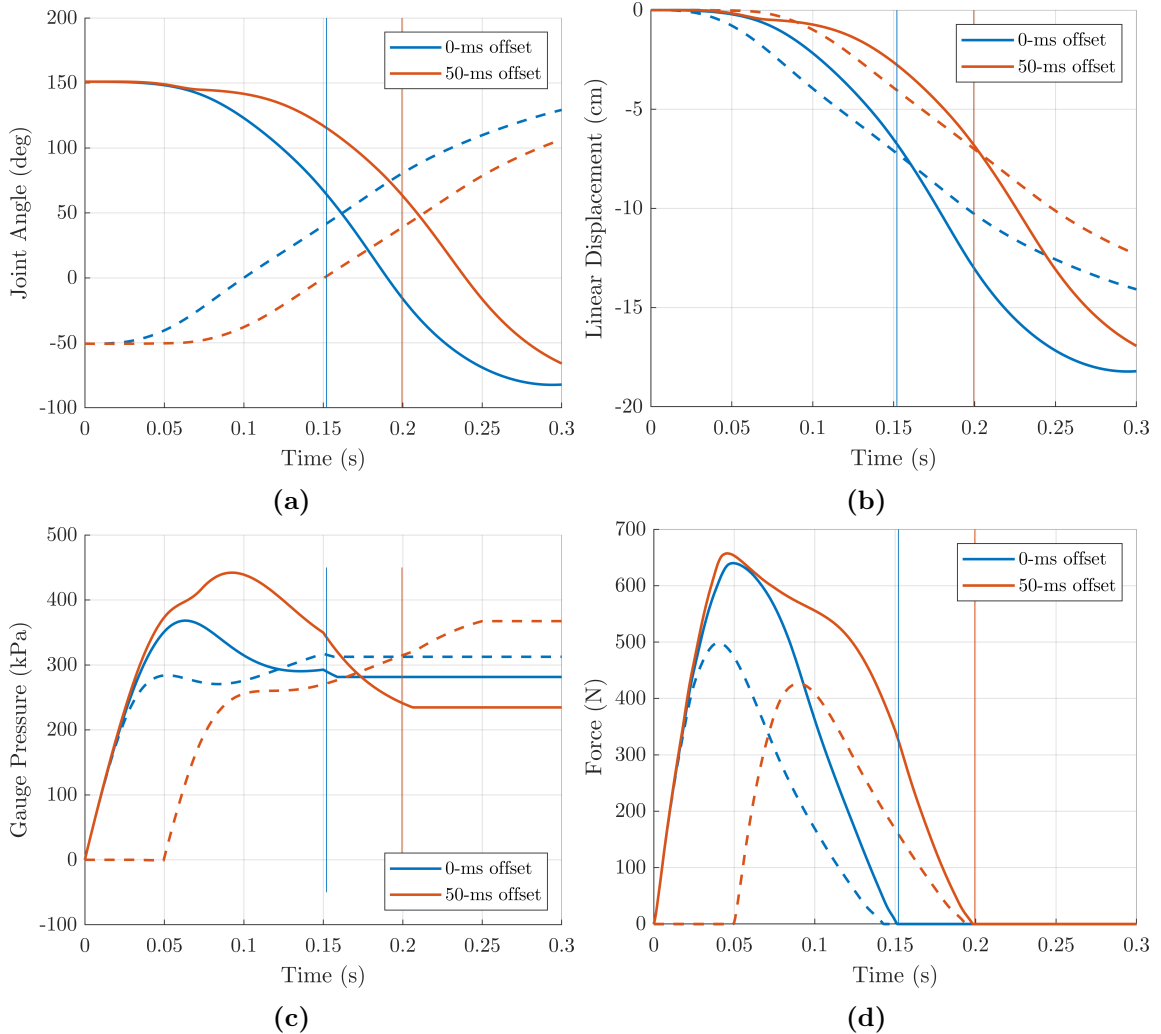 200
150
100
50
0
-50
-100
Joint Angle (deg)
0-ms offset
50-ms offset
0 0.05 0.1 0.15 0.2 0.25 0.3
Time (s)
(a)
0
-5
-10
-15
-20
Linear Displacement (cm)
0-ms offset
50-ms offset
0 0.05 0.1 0.15 0.2 0.25 0.3
Time (s)
(b)
500
400
300
200
100
0
-100
Gauge Pressure (kPa)
0-ms offset
50-ms offset
0 0.05 0.1 0.15 0.2 0.25 0.3
Time (s)
(c)
700
600
500
400
300
200
100
0
Force (N)
0-ms offset
50-ms offset
0 0.05 0.1 0.15 0.2 0.25 0.3
Time (s)
(d)